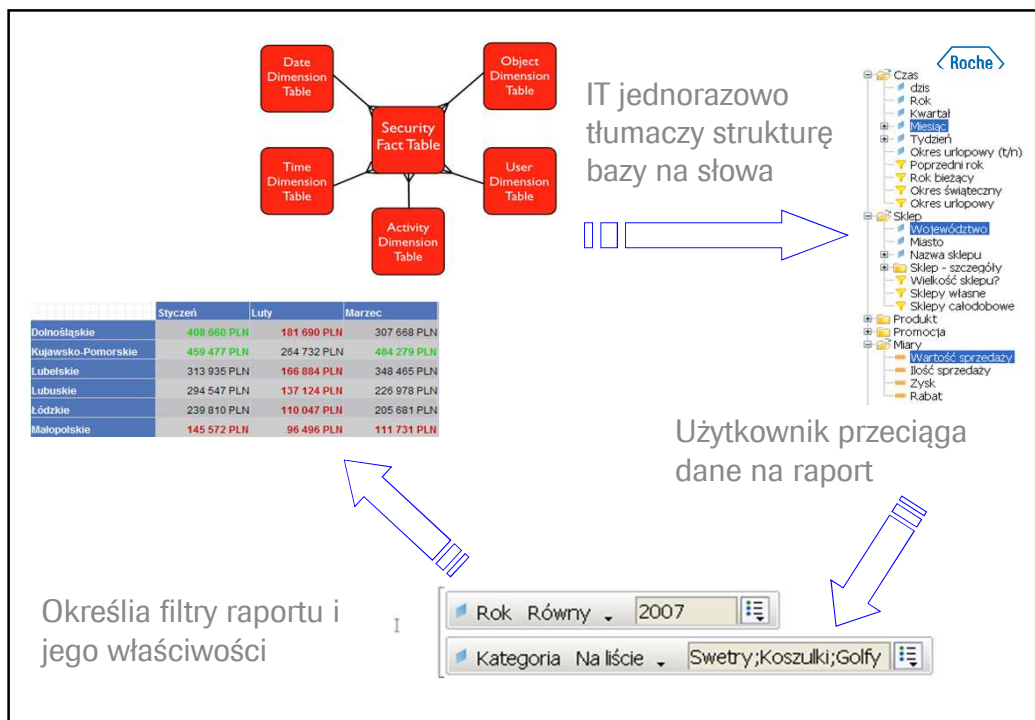 Date
Dimension
Table
Object
Dimension
Table
Security
Fact Table
Time
Dimension
Table
User
Dimension
Table
Activity
Dimension
Table
IT jednorazowo
tłumaczy strukturę
bazy na słowa
Roche
Czas
dzis
Rok
Kwartał
Miesiąc
Tydzień
Okres urlopowy (t/n)
Poprzedni rok
Rok bieżący
Okres świąteczny
Okres urlopowy
Sklep
Województwo
Miasto
Nazwa sklepu
Sklep - szczegóły
Wielkość sklepu?
Sklepy własne
Sklepy całodobowe
Produkt
Promocja
Miary
Wartość sprzedaży
Ilość sprzedaży
Zysk
Rabat
Styczeń Luty Marzec
Dolnośląskie 408 660 PLN 181 690 PLN 307 668 PLN
Kujawsko-Pomorskie 459 477 PLN 264 732 PLN 484 279 PLN
Lubelskie 313 935 PLN 166 884 PLN 348 465 PLN
Lubuskie 294 547 PLN 137 124 PLN 226 978 PLN
Łódzkie 239 810 PLN 110 047 PLN 205 681 PLN
Małopolskie 145 572 PLN 96 496 PLN 111 731 PLN
Użytkownik przeciąga
dane na raport
Określia filtry raportu i
jego właściwości
Rok Równy 2007
Kategoria Na liście Swetry;Koszulki;Golfy